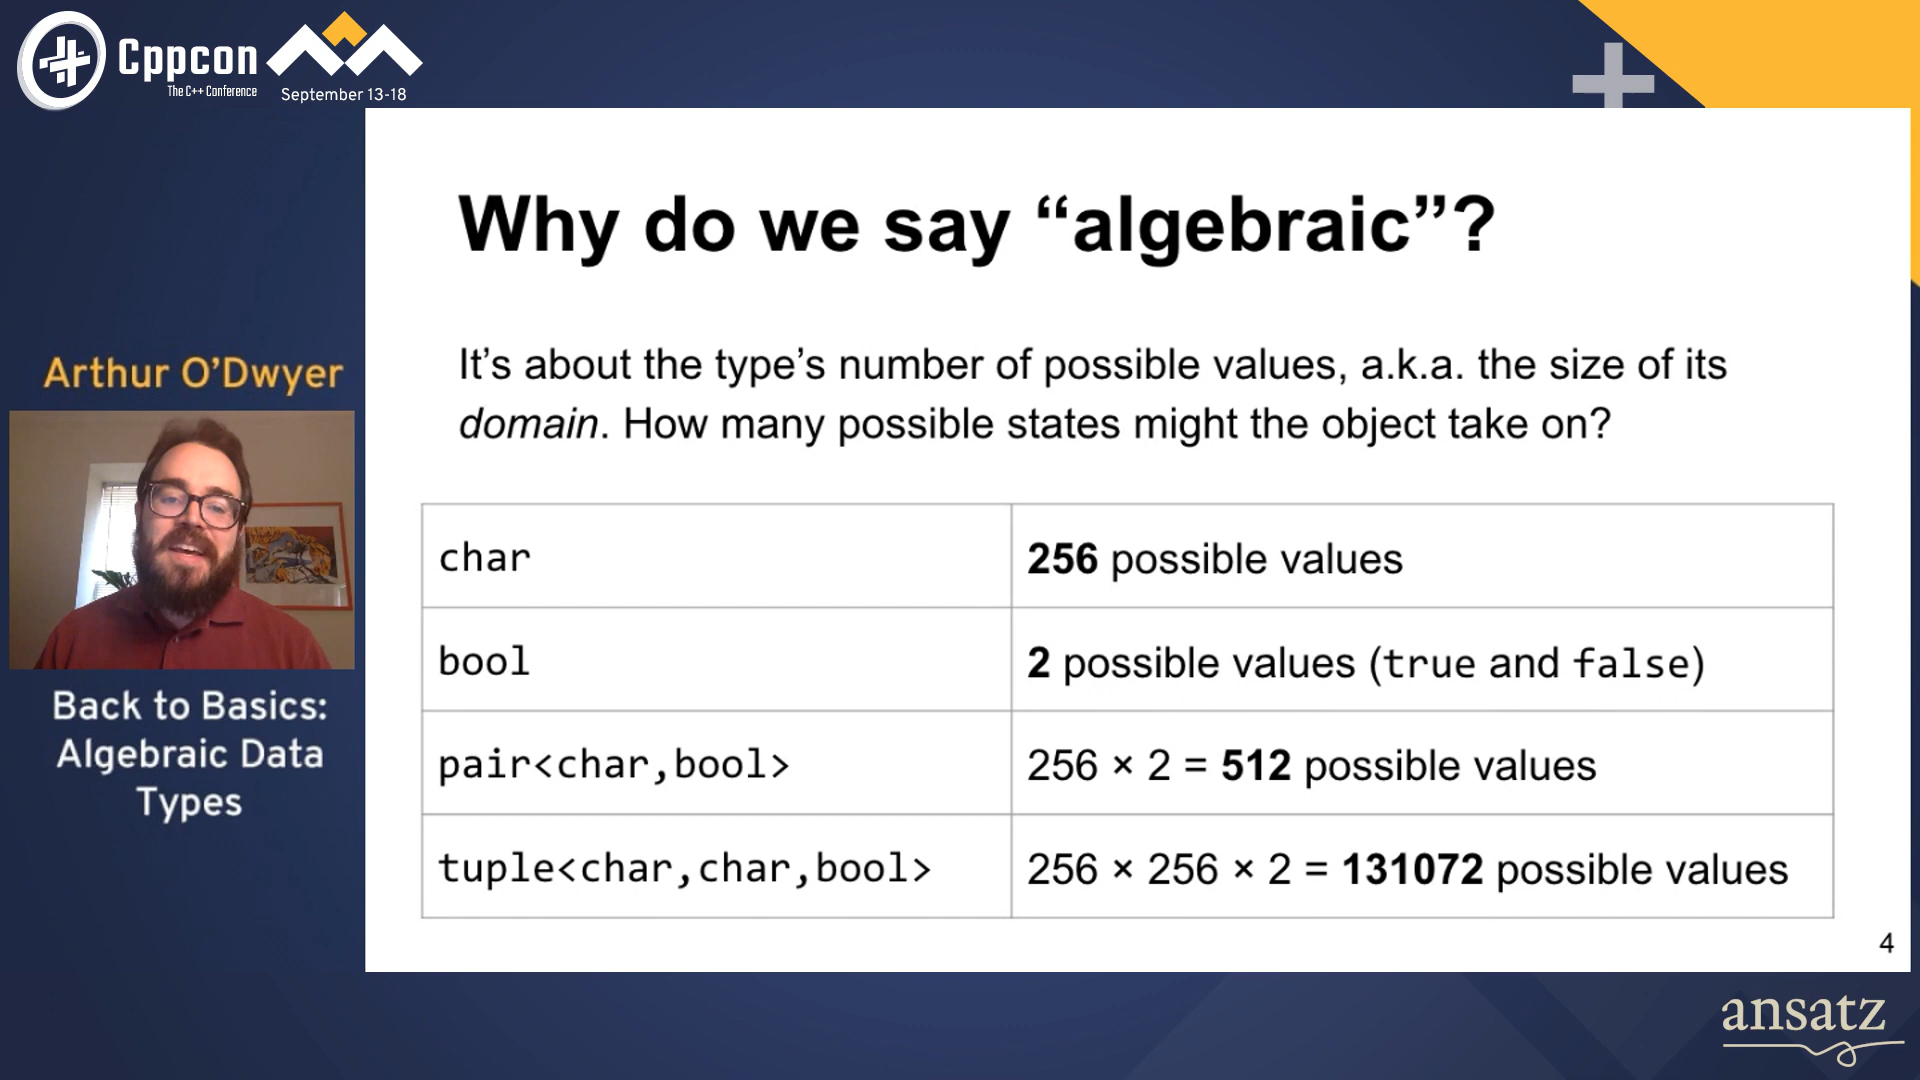 Cppcon
The C++ Conference
September 13-18
Why do we say “algebraic”?
It’s about the type’s number of possible values, a.k.a. the size of its
domain. How many possible states might the object take on?
char 256 possible values
bool 2 possible values (true and false)
pair<char,bool> 256 × 2 = 512 possible values
tuple<char,char,bool> 256 × 256 × 2 = 131072 possible values
4
Arthur O’Dwyer
Back to Basics:
Algebraic Data
Types
ansatz